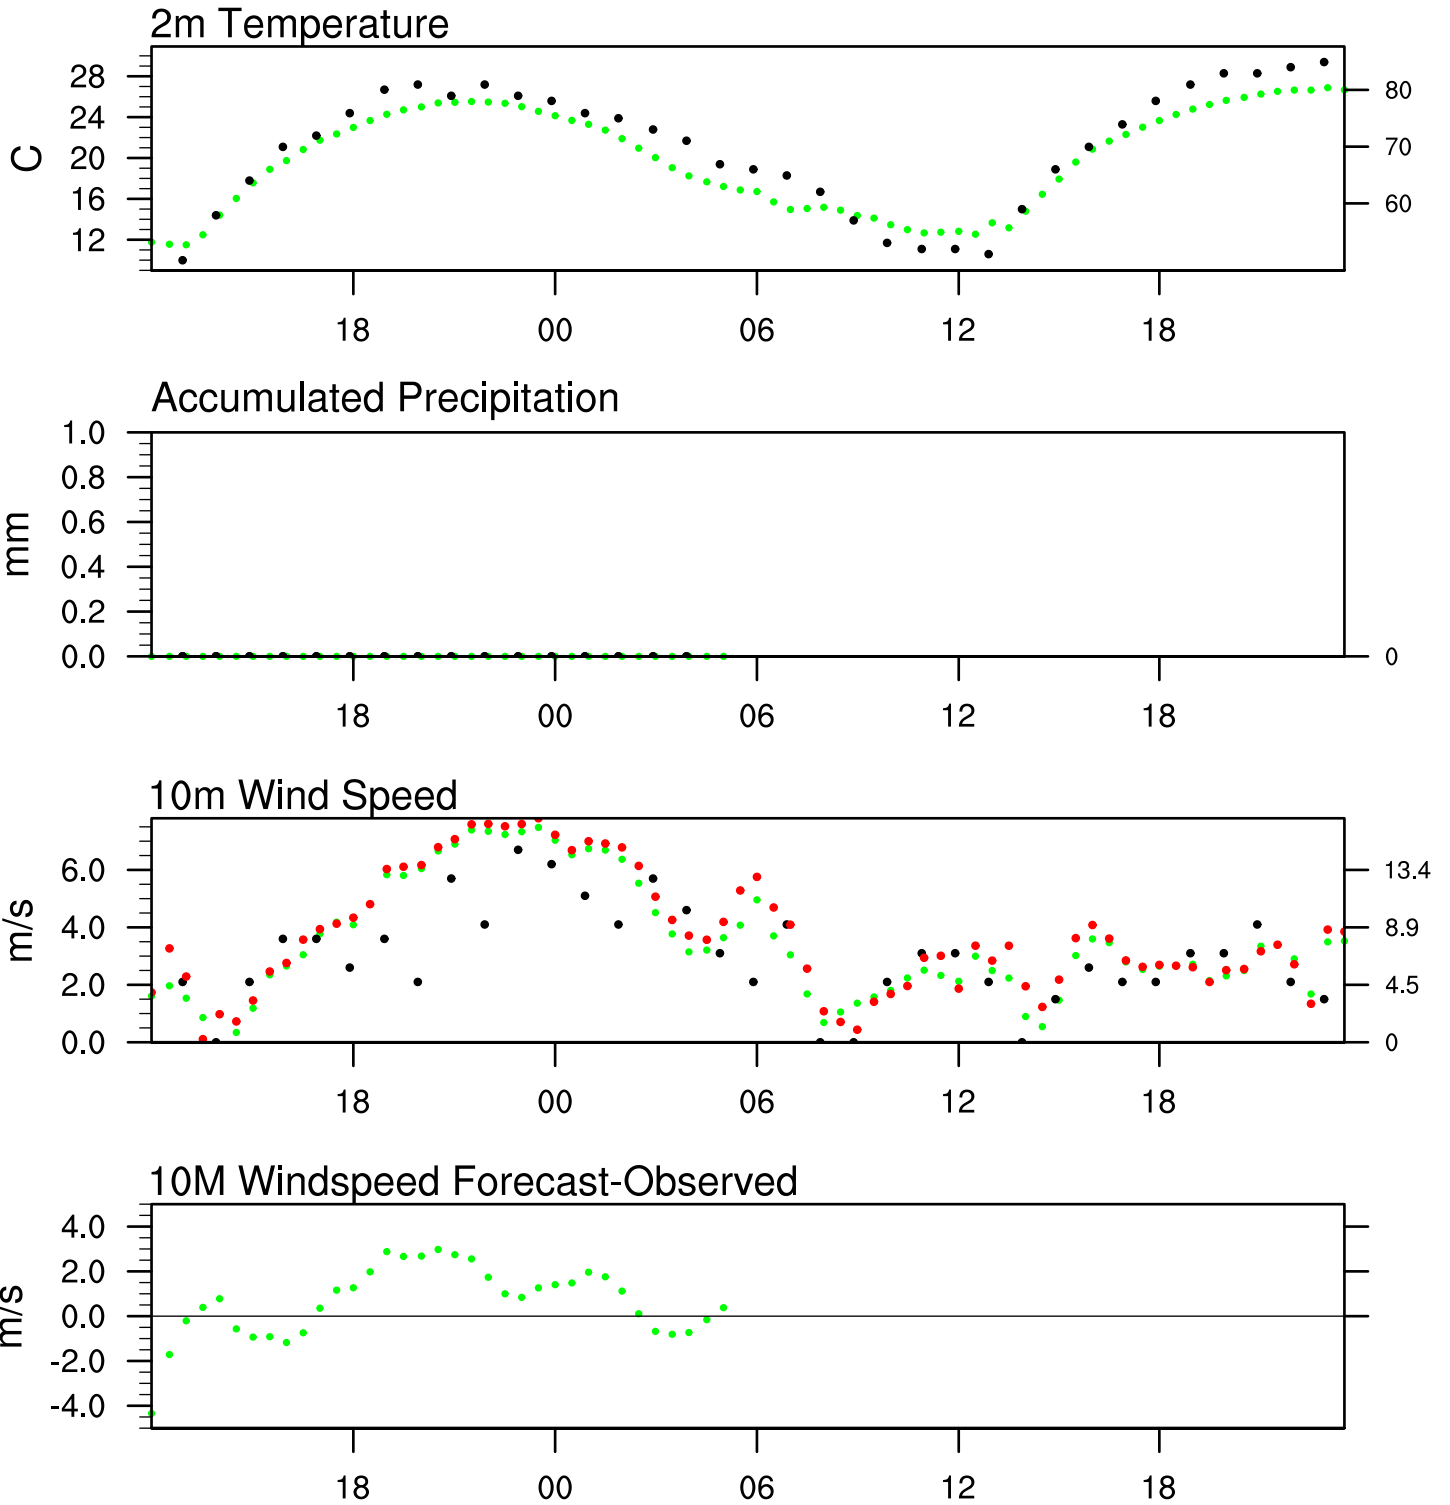 2m Temperature
28
24
20
16
12
C
80
70
60
18 00 06 12 18
Accumulated Precipitation
1.0
0.8
0.6
0.4
0.2
0.0
mm
0
18 00 06 12 18
10m Wind Speed
6.0
4.0
2.0
0.0
m/s
13.4
8.9
4.5
0
18 00 06 12 18
10M Windspeed Forecast-Observed
4.0
2.0
0.0
-2.0
-4.0
m/s
18 00 06 12 18